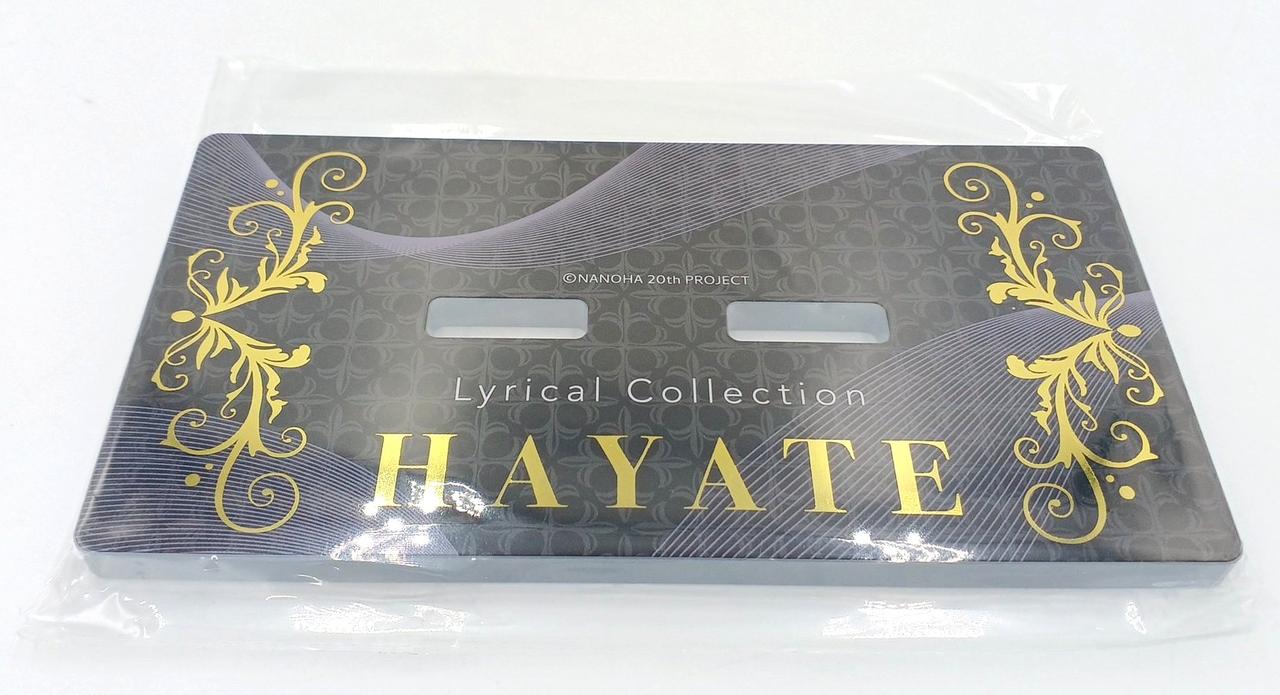 ©NANOHA 20th PROJECT
Lyrical Collection
HAYATE